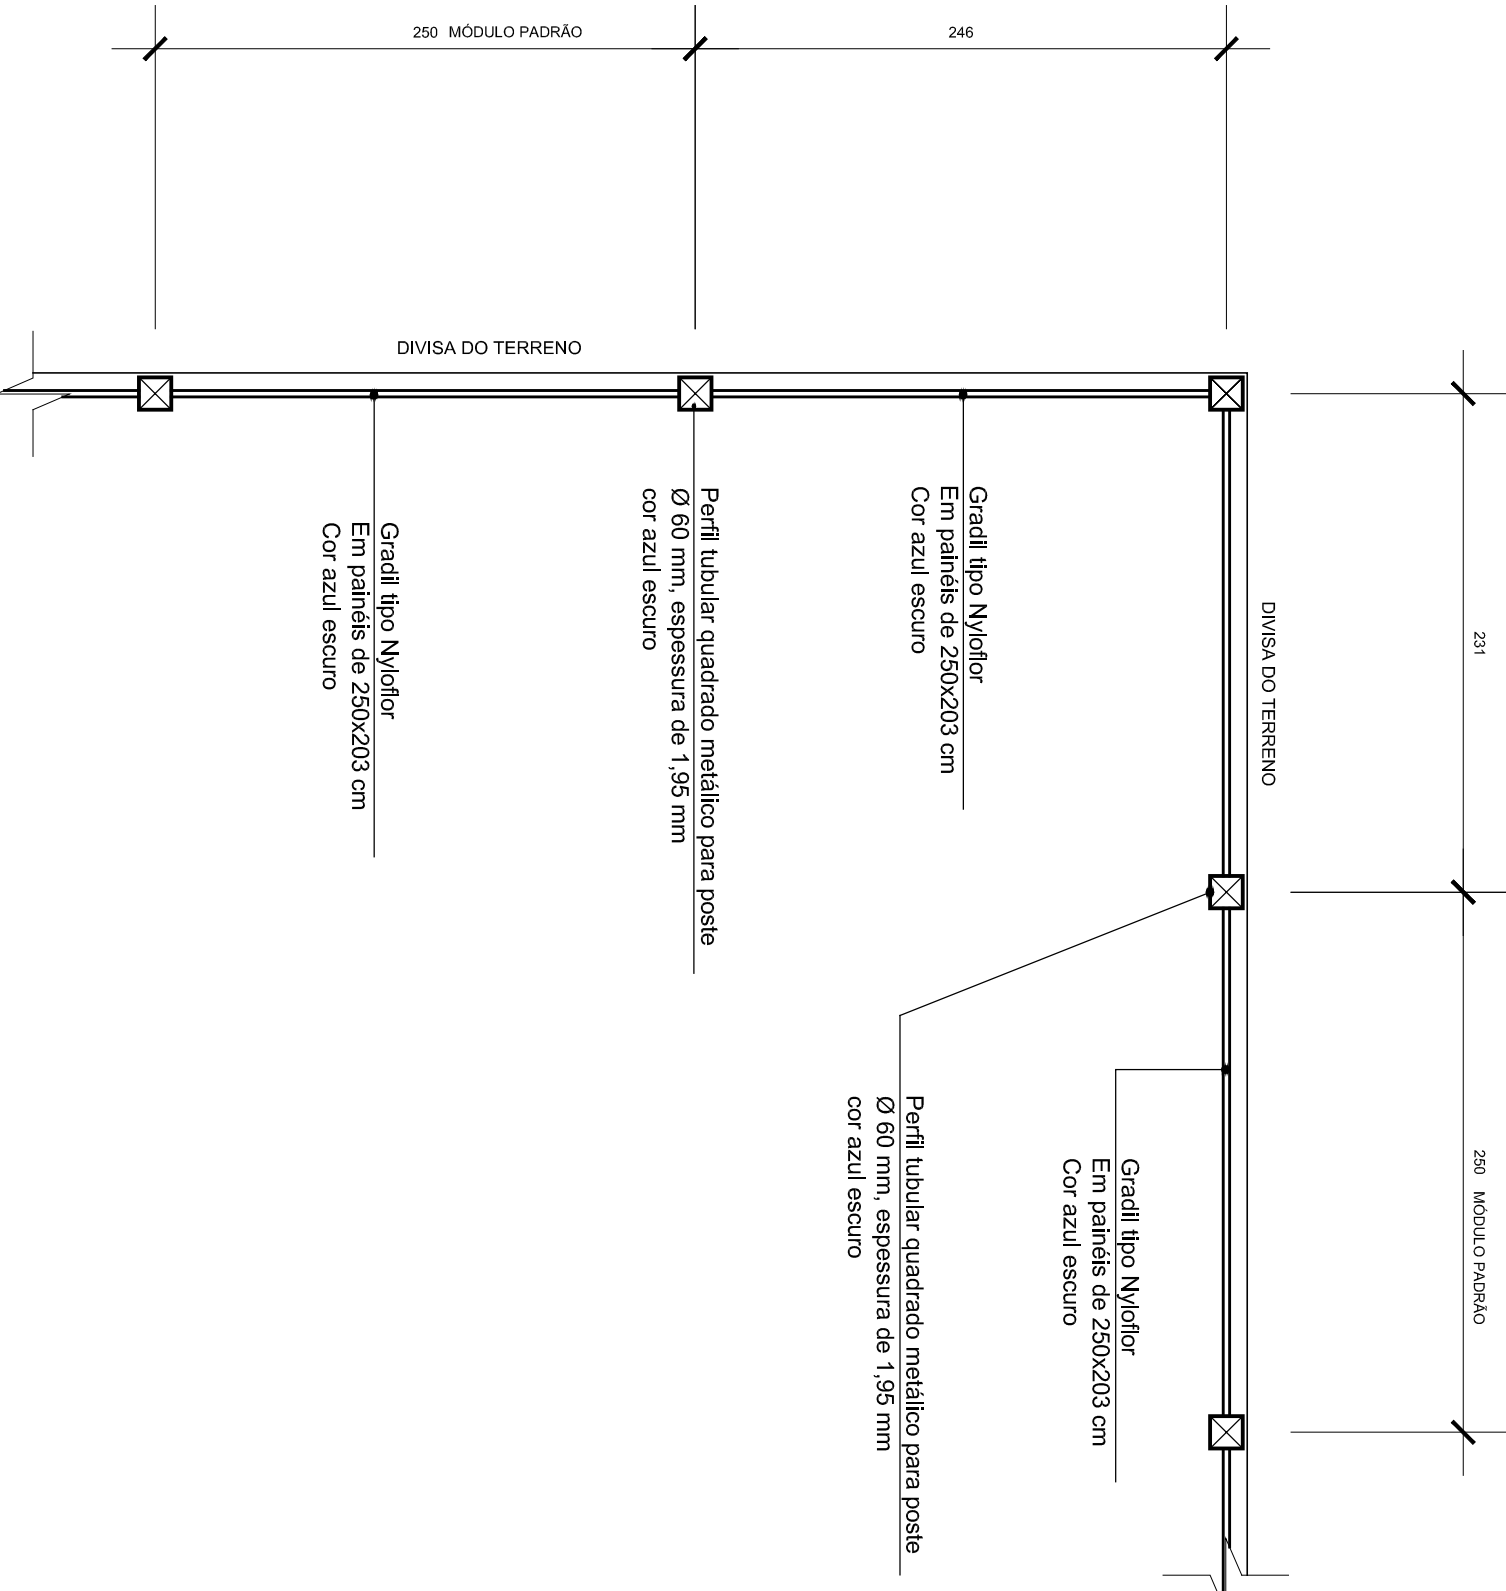 250 MÓDULO PADRÃO
246
DIVISA DO TERRENO
231
DIVISA DO TERRENO
250 MÓDULO PADRÃO
Gradil tipo Nyloflor
Em painéis de 250x203 cm
Cor azul escuro
Perfil tubular quadrado metálico para poste
Ø 60 mm, espessura de 1,95 mm
cor azul escuro
Gradil tipo Nyloflor
Em painéis de 250x203 cm
Cor azul escuro
Perfil tubular quadrado metálico para poste
Ø 60 mm, espessura de 1,95 mm
cor azul escuro
Gradil tipo Nyloflor
Em painéis de 250x203 cm
Cor azul escuro